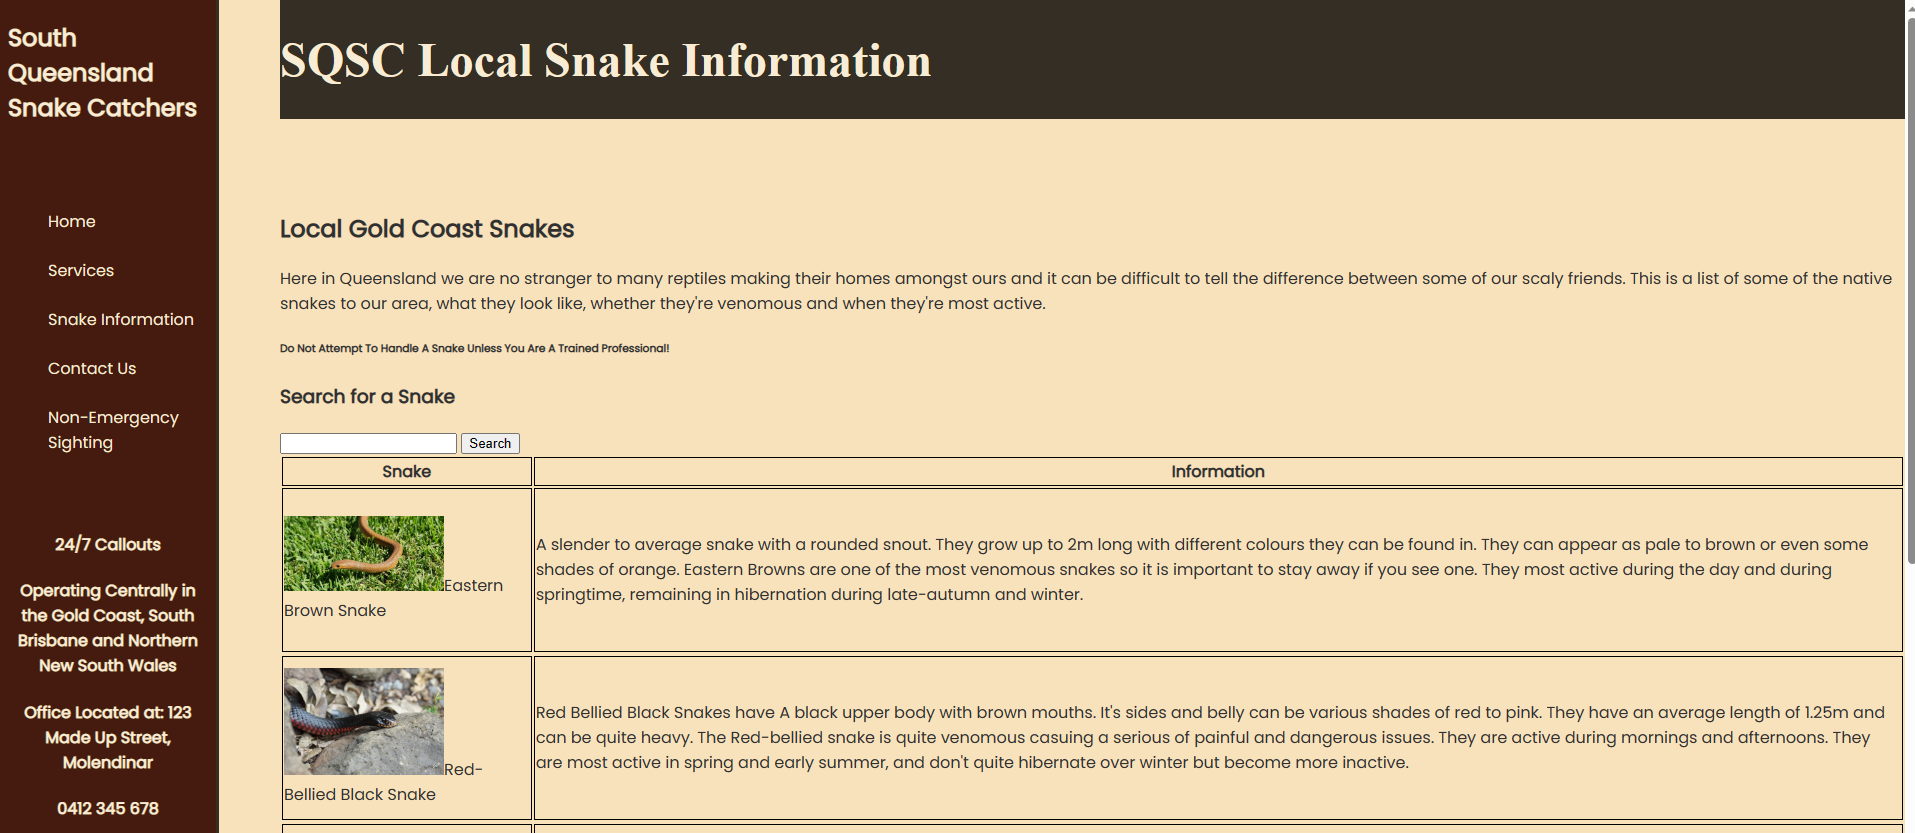 South
Queensland
Snake Catchers
Home
Services
Snake Information
Contact Us
Non-Emergency
Sighting
24/7 Callouts
Operating Centrally in
the Gold Coast, South
Brisbane and Northern
New South Wales
Office Located at: 123
Made Up Street,
Molendinar
0412 345 678
SQSC Local Snake Information
Local Gold Coast Snakes
Here in Queensland we are no stranger to many reptiles making their homes amongst ours and it can be difficult to tell the difference between some of our scaly friends. This is a list of some of the native
snakes to our area, what they look like, whether they're venomous and when they're most active.
Do Not Attempt To Handle A Snake Unless You Are A Trained Professional!
Search for a Snake
Search
Snake
Information
Eastern
Brown Snake
A slender to average snake with a rounded snout. They grow up to 2m long with different colours they can be found in. They can appear as pale to brown or even some
shades of orange. Eastern Browns are one of the most venomous snakes so it is important to stay away if you see one. They most active during the day and during
springtime, remaining in hibernation during late-autumn and winter.
Red-
Bellied Black Snake
Red Bellied Black Snakes have A black upper body with brown mouths. It's sides and belly can be various shades of red to pink. They have an average length of 1.25m and
can be quite heavy. The Red-bellied snake is quite venomous casuing a serious of painful and dangerous issues. They are active during mornings and afternoons. They
are most active in spring and early summer, and don't quite hibernate over winter but become more inactive.